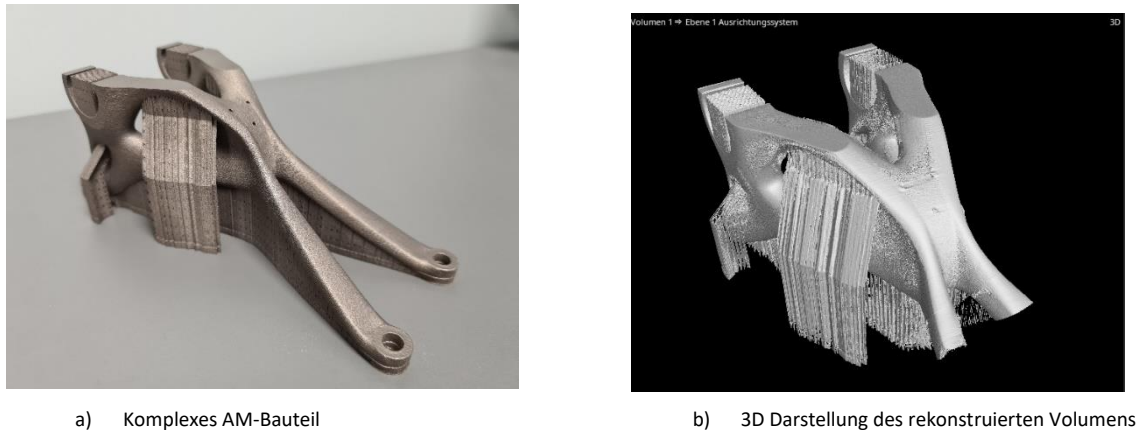 Volumen 1 ⇒ Ebene 1 Ausrichtungssystem
3D
a) Komplexes AM-Bauteil
b) 3D Darstellung des rekonstruierten Volumens